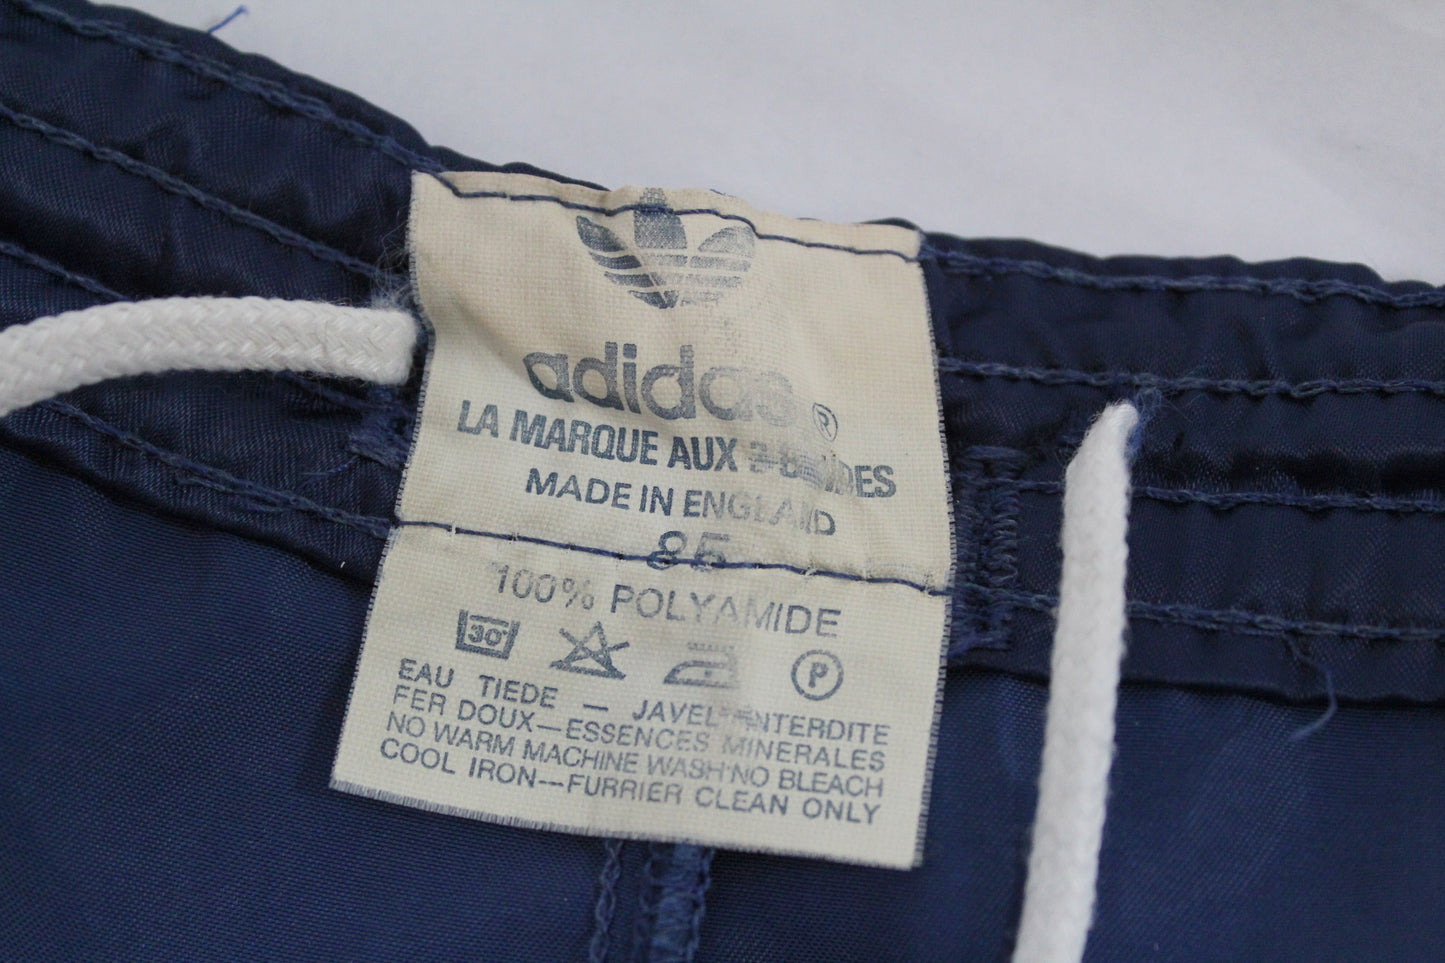 adidas ®
LA MARQUE AUX 3 BANDES
MADE IN ENGLAND
85
100% POLYAMIDE
30° P
EAU TIEDE — JAVEL INTERDITE
FER DOUX—ESSENCES MINERALES
NO WARM MACHINE WASH NO BLEACH
COOL IRON—FURRIER CLEAN ONLY